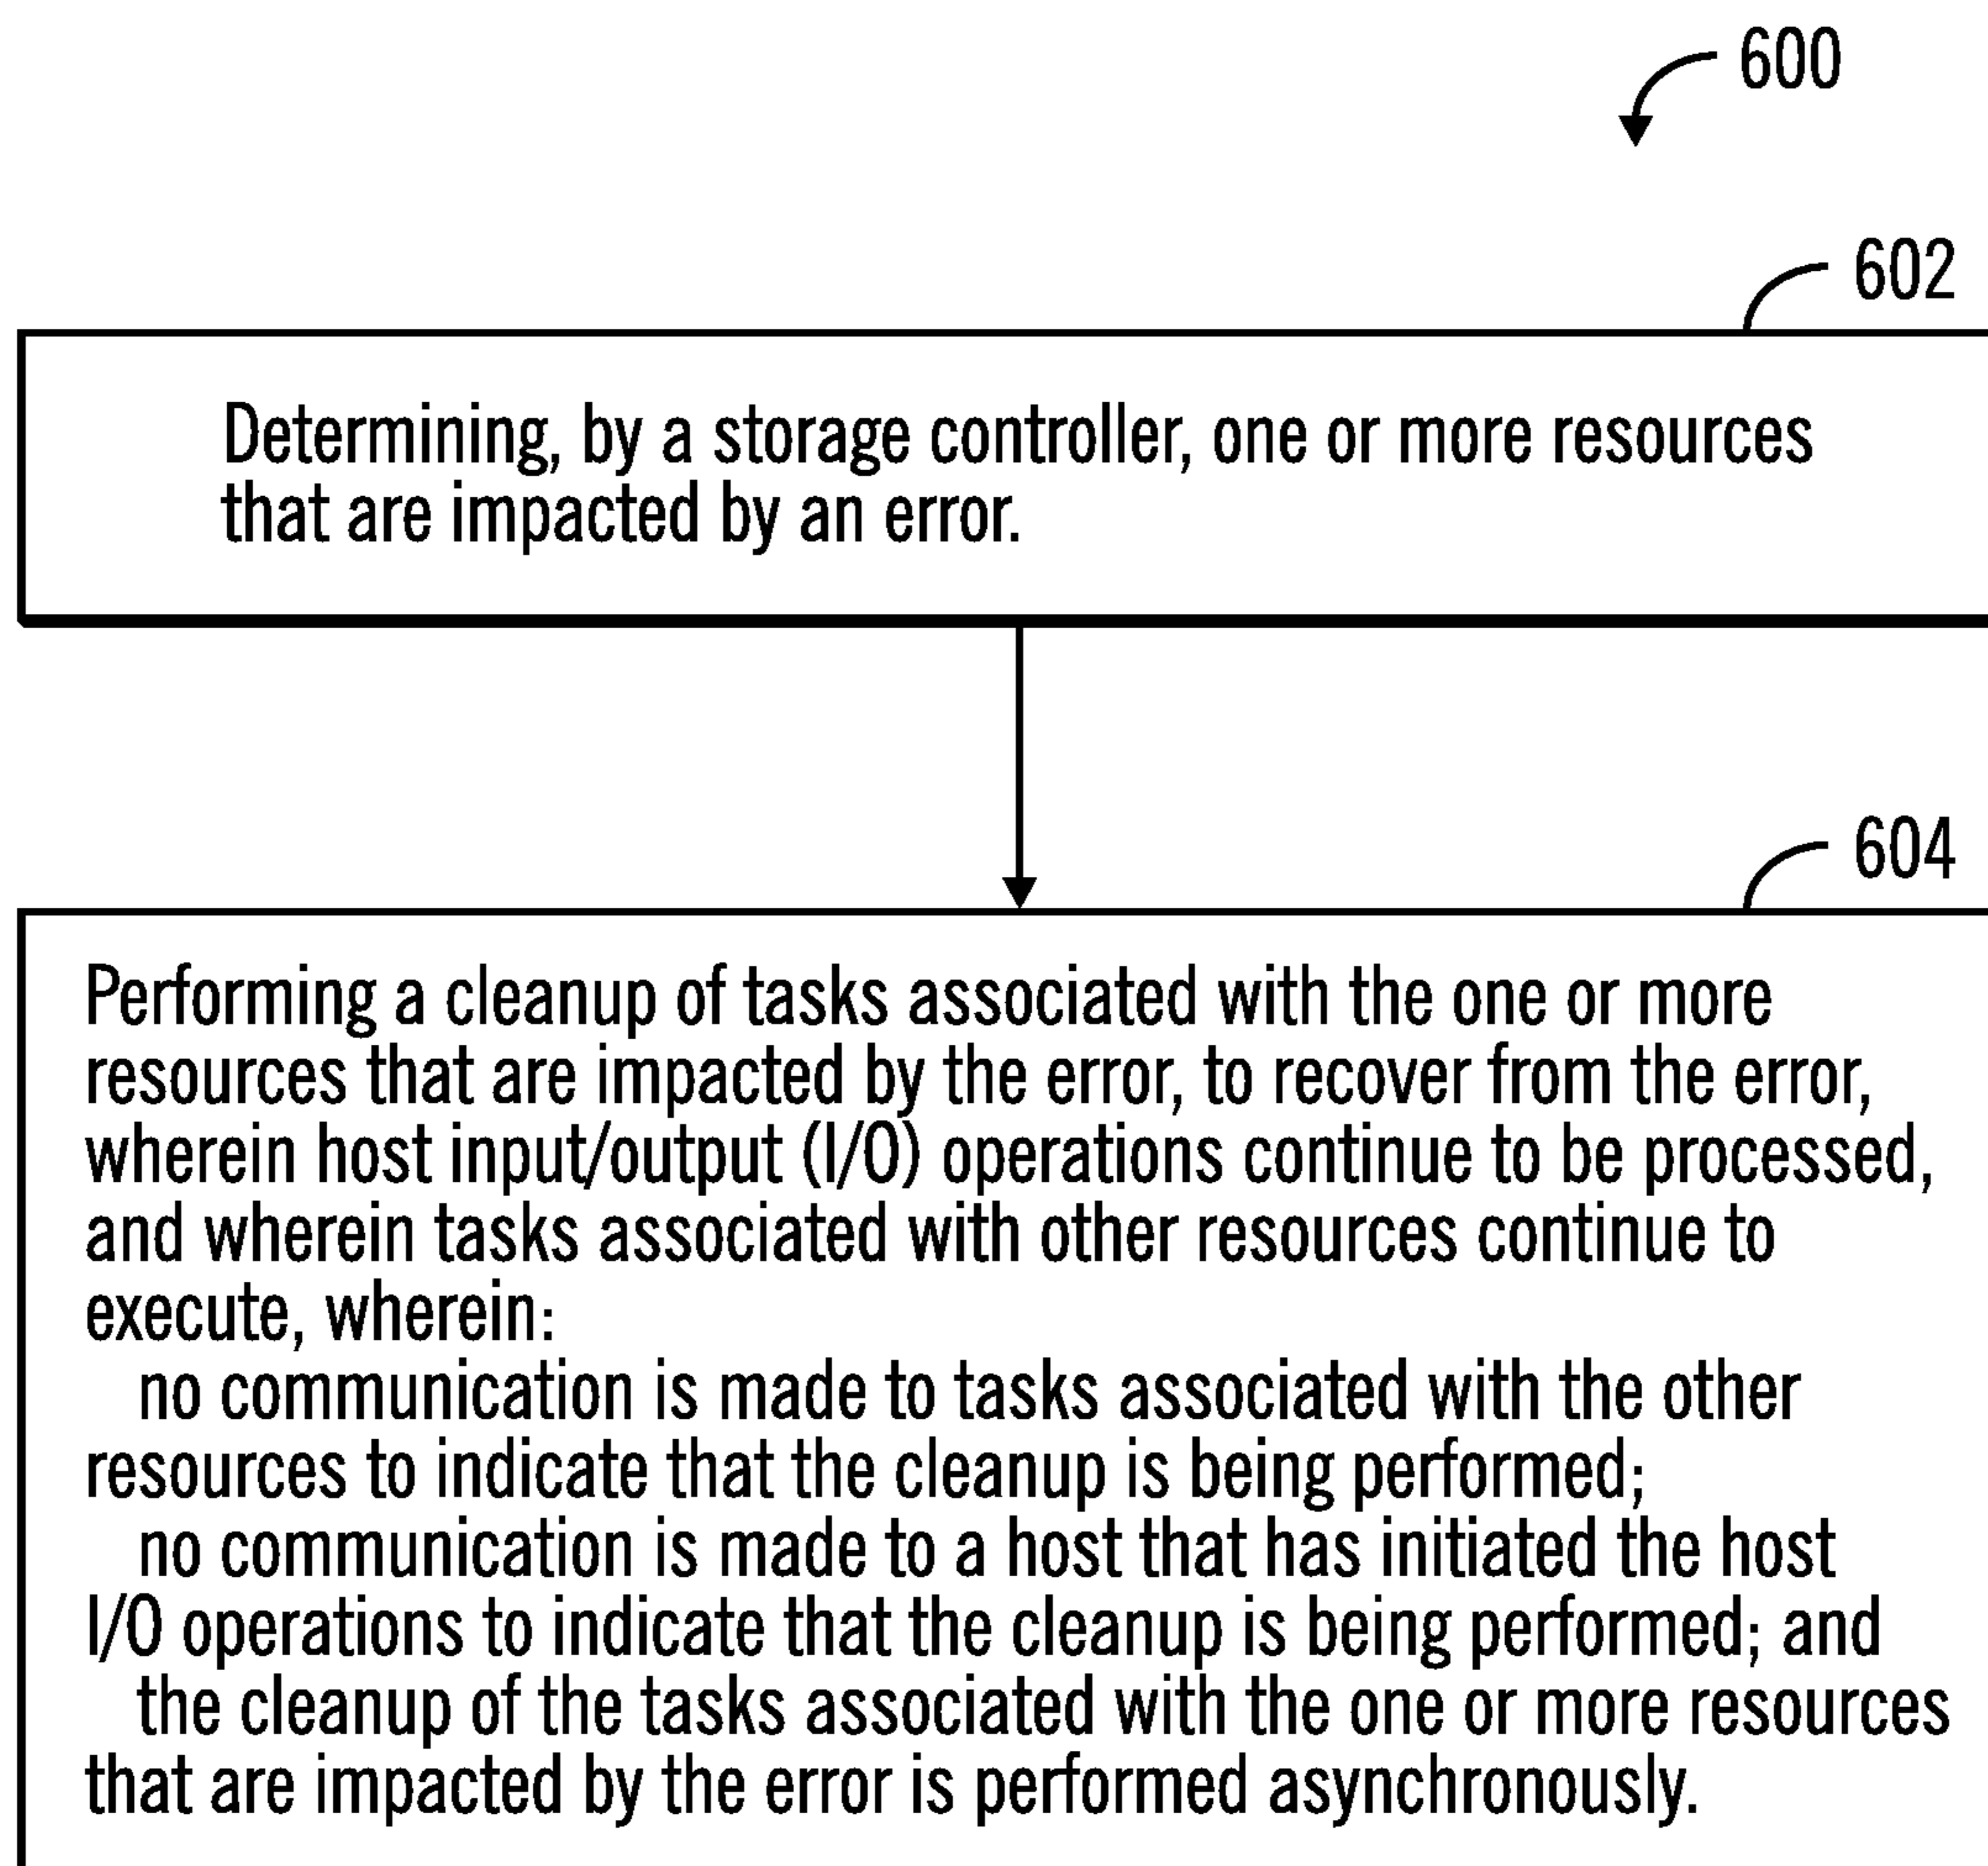 600
602
Determining, by a storage controller, one or more resources
that are impacted by an error.
604
Performing a cleanup of tasks associated with the one or more
resources that are impacted by the error, to recover from the error,
wherein host input/output (I/O) operations continue to be processed,
and wherein tasks associated with other resources continue to
execute, wherein:
no communication is made to tasks associated with the other
resources to indicate that the cleanup is being performed;
no communication is made to a host that has initiated the host
I/O operations to indicate that the cleanup is being performed; and
the cleanup of the tasks associated with the one or more resources
that are impacted by the error is performed asynchronously.